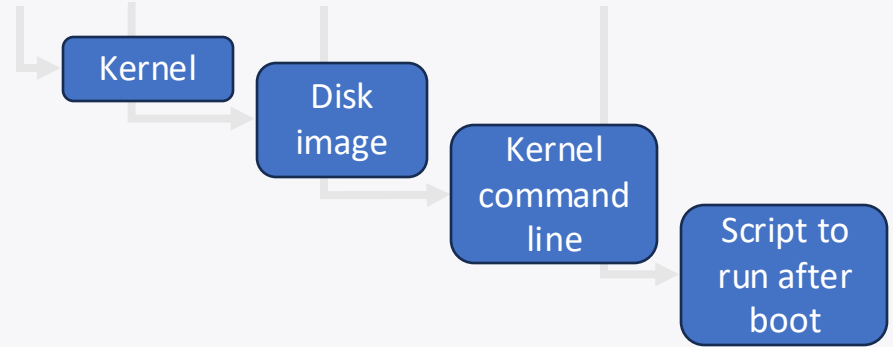 Kernel
Disk
image
Kernel
command
line
Script to
run after
boot